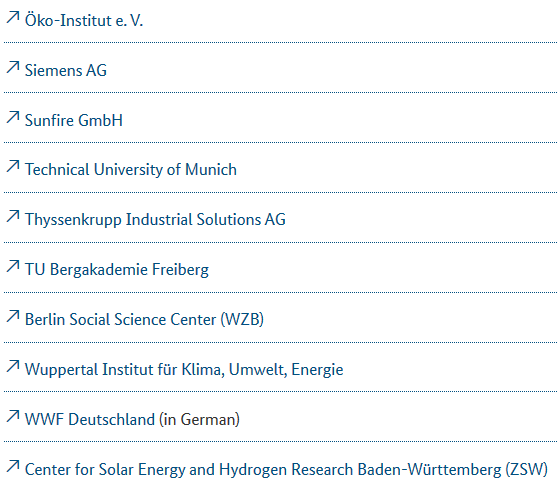 Öko-Institut e. V.
Siemens AG
Sunfire GmbH
Technical University of Munich
Thyssenkrupp Industrial Solutions AG
TU Bergakademie Freiberg
Berlin Social Science Center (WZB)
Wuppertal Institut für Klima, Umwelt, Energie
WWF Deutschland (in German)
Center for Solar Energy and Hydrogen Research Baden-Württemberg (ZSW)